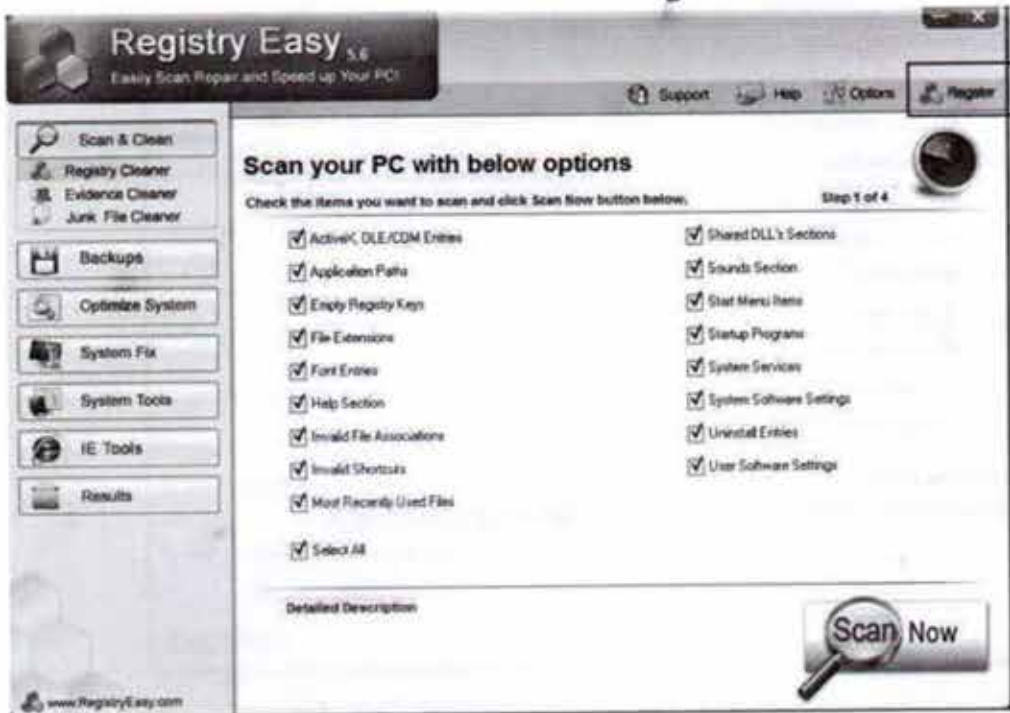 Registry Easy 5.6
Easily Scan Repair and Speed up Your PC!
Support Help Options Register
Scan & Clean
Registry Cleaner
Evidence Cleaner
Junk File Cleaner
Backups
Optimize System
System Fix
System Tools
IE Tools
Results
www.RegistryEasy.com
Scan your PC with below options
Check the items you want to scan and click Scan Now button below.
Step 1 of 4
ActiveX, OLE/COM Entries
Application Paths
Empty Registry Keys
File Extensions
Font Entries
Help Section
Invalid File Associations
Invalid Shortcuts
Most Recently Used Files
Select All
Shared DLL's Sections
Sounds Section
Start Menu Items
Startup Programs
System Services
System Software Settings
Uninstall Entries
User Software Settings
Detailed Description
Scan Now